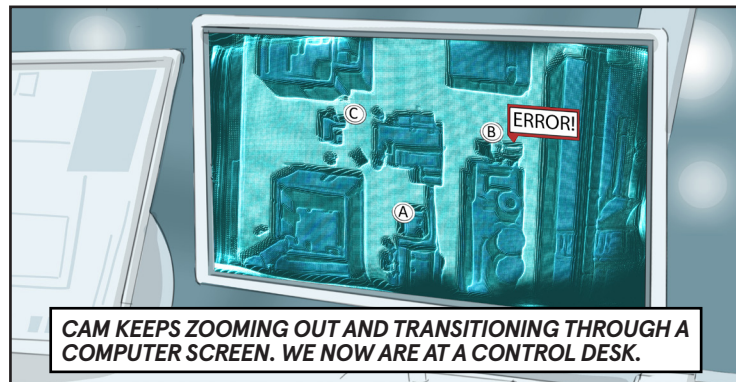 C
B
ERROR!
A
CAM KEEPS ZOOMING OUT AND TRANSITIONING THROUGH A
COMPUTER SCREEN. WE NOW ARE AT A CONTROL DESK.